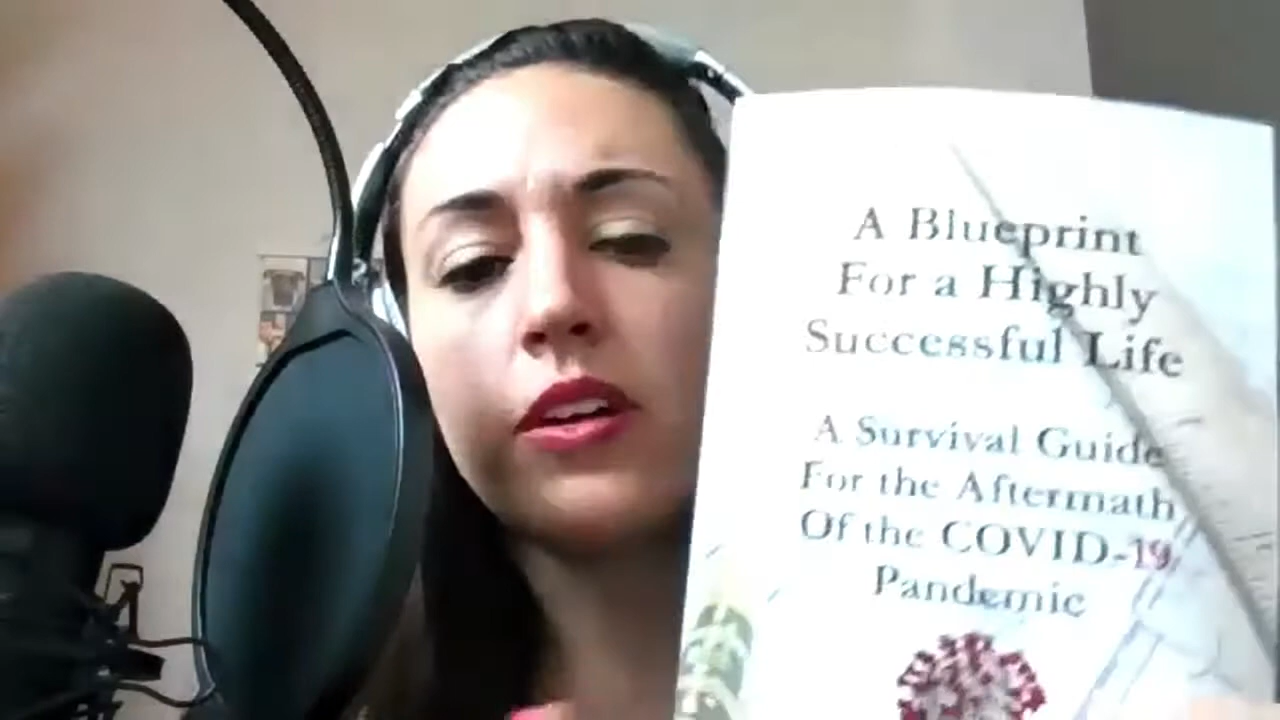 A Blueprint
For a Highly
Successful Life
A Survival Guide
For the Aftermath
Of the COVID-19
Pandemic